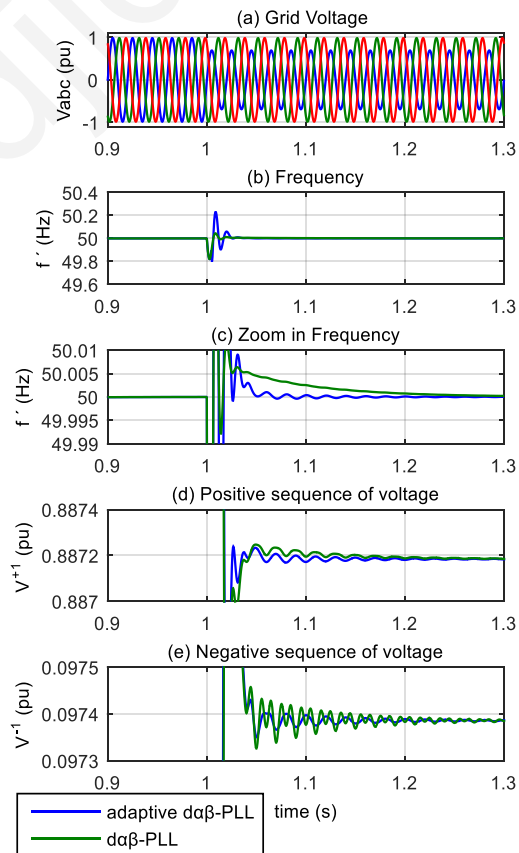 (a) Grid Voltage
Vabc (pu)
1
0
-1
0.9 1 1.1 1.2 1.3
(b) Frequency
f ´ (Hz)
50.4
50.2
50
49.8
49.6
0.9 1 1.1 1.2 1.3
(c) Zoom in Frequency
f ´ (Hz)
50.01
50.005
50
49.995
49.99
0.9 1 1.1 1.2 1.3
(d) Positive sequence of voltage
V+1 (pu)
0.8874
0.8872
0.887
0.9 1 1.1 1.2 1.3
(e) Negative sequence of voltage
V-1 (pu)
0.0975
0.0974
0.0973
0.9 1 1.1 1.2 1.3
time (s)
adaptive dαβ-PLL
dαβ-PLL